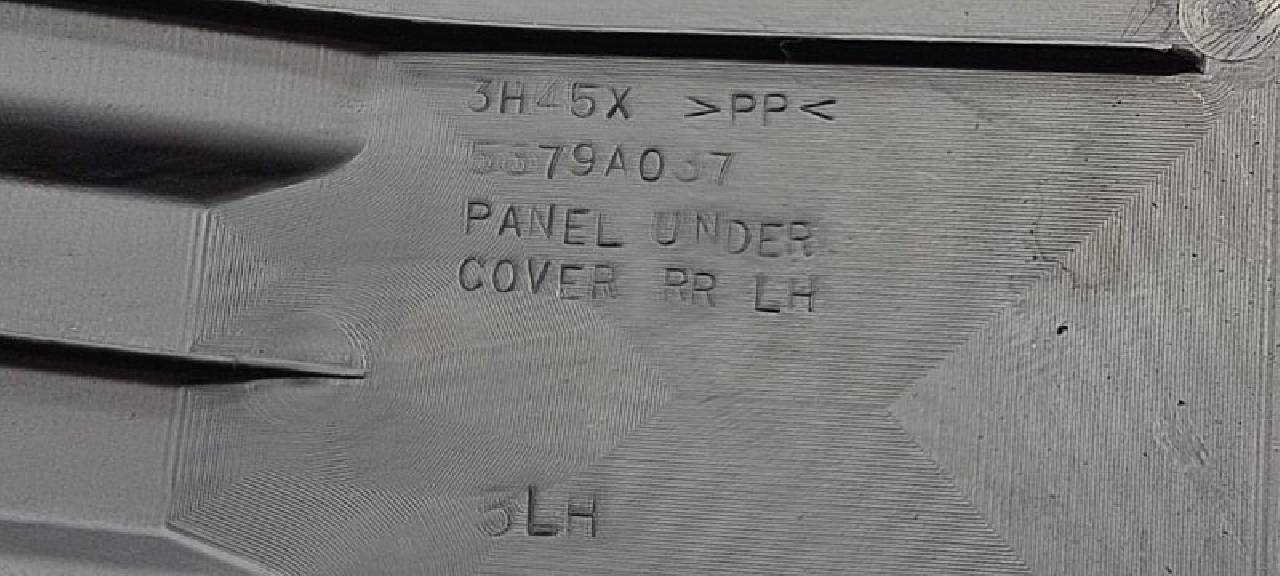 3H45X >PP<
5379A037
PANEL UNDER
COVER RR LH
5LH